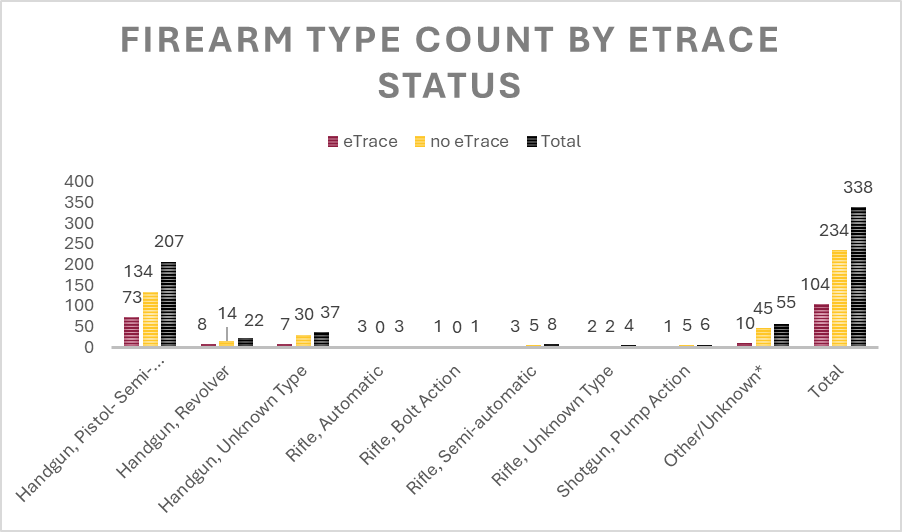 FIREARM TYPE COUNT BY ETRACE
STATUS
eTrace no eTrace Total
400
350
300
250
200
150
100
50
0
73 134 207
8 14 22
7 30 37
3 0 3
1 0 1
3 5 8
2 2 4
1 5 6
10 45 55
104 234 338
Handgun, Pistol- Semi-...
Handgun, Revolver
Handgun, Unknown Type
Rifle, Automatic
Rifle, Bolt Action
Rifle, Semi-automatic
Rifle, Unknown Type
Shotgun, Pump Action
Other/Unknown*
Total